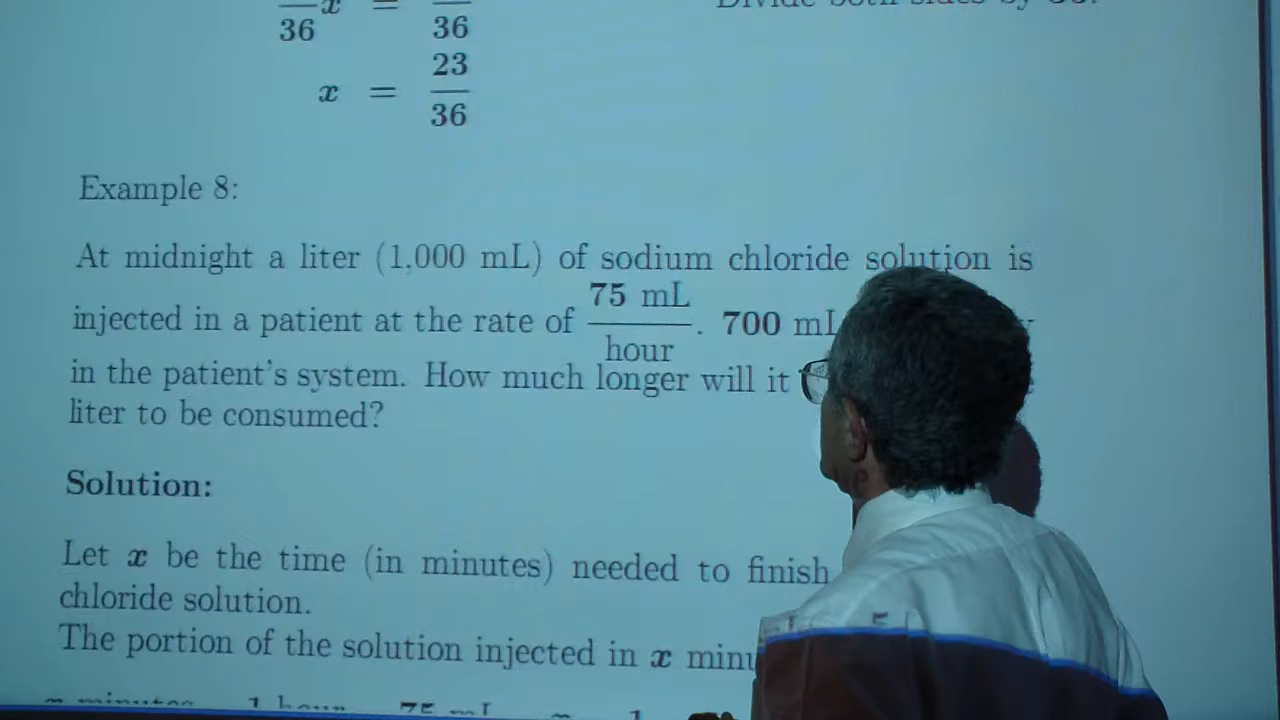 x =
36 36
x = 23/36
Example 8:
At midnight a liter (1,000 mL) of sodium chloride solution is
injected in a patient at the rate of 75 mL/hour. 700 mL
in the patient's system. How much longer will it
liter to be consumed?
Solution:
Let x be the time (in minutes) needed to finish
chloride solution.
The portion of the solution injected in x